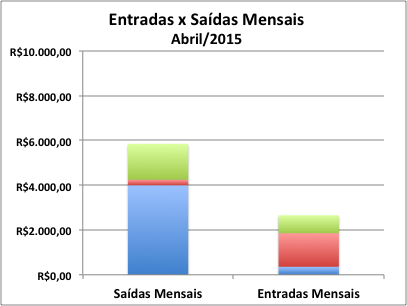 Entradas x Saídas Mensais
Abril/2015
R$10.000,00
R$8.000,00
R$6.000,00
R$4.000,00
R$2.000,00
R$0,00
Saídas Mensais
Entradas Mensais